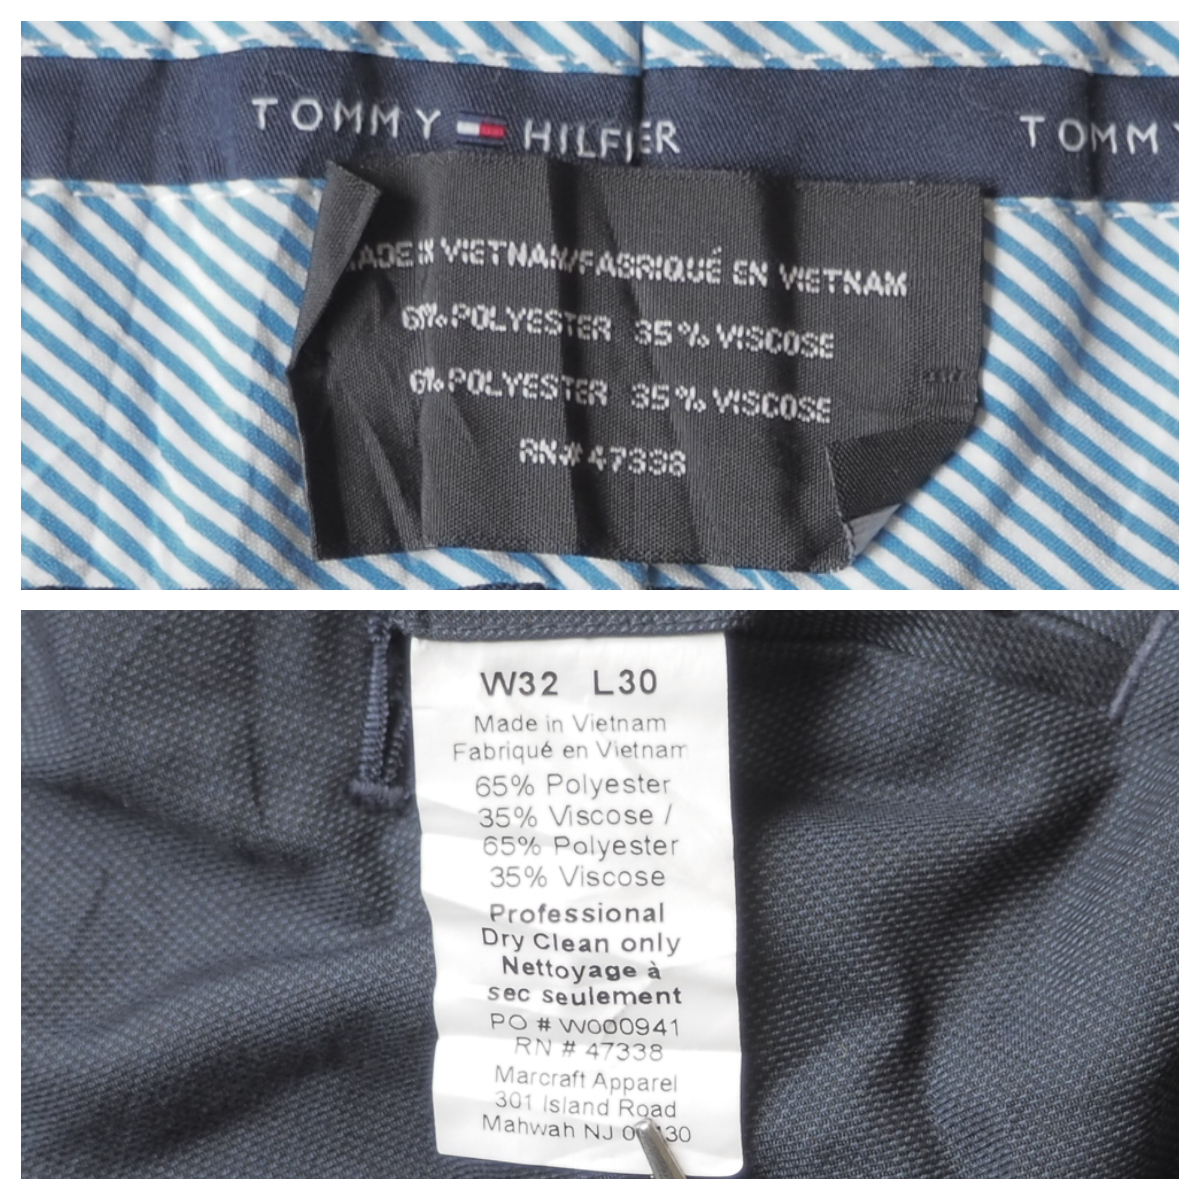 TOMMY HILFIER TOMMY
VIETNAM/FABRIQUÉ EN VIETNAM
POLYESTER 35% VISCOSE
POLYESTER 35% VISCOSE
RN# 47338
W32 L30
Made in Vietnam
Fabriqué en Vietnam
65% Polyester
35% Viscose /
65% Polyester
35% Viscose
Professional
Dry Clean only
Nettoyage à
sec seulement
PO # W000941
RN # 47338
Marcraft Apparel
301 Island Road
Mahwah NJ